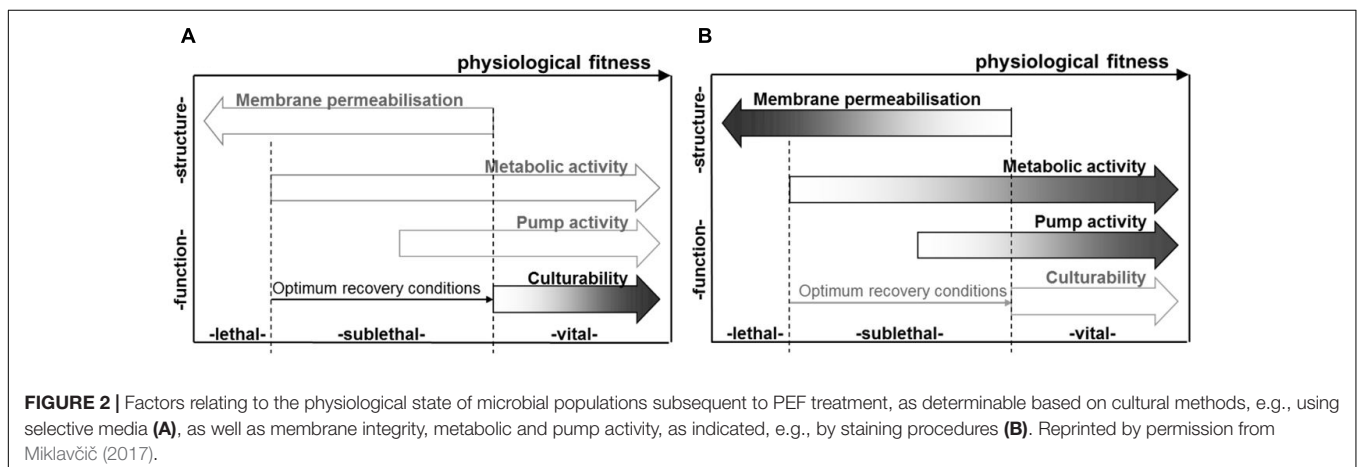 A
physiological fitness
Membrane permeabilisation
Metabolic activity
Pump activity
Culturability
Optimum recovery conditions
-lethal- -sublethal- -vital-
-structure-
-function-
B
physiological fitness
Membrane permeabilisation
Metabolic activity
Pump activity
Culturability
Optimum recovery conditions
-lethal- -sublethal- -vital-
-structure-
-function-
FIGURE 2 | Factors relating to the physiological state of microbial populations subsequent to PEF treatment, as determinable based on cultural methods, e.g., using
selective media (A), as well as membrane integrity, metabolic and pump activity, as indicated, e.g., by staining procedures (B). Reprinted by permission from
Miklavčič (2017).